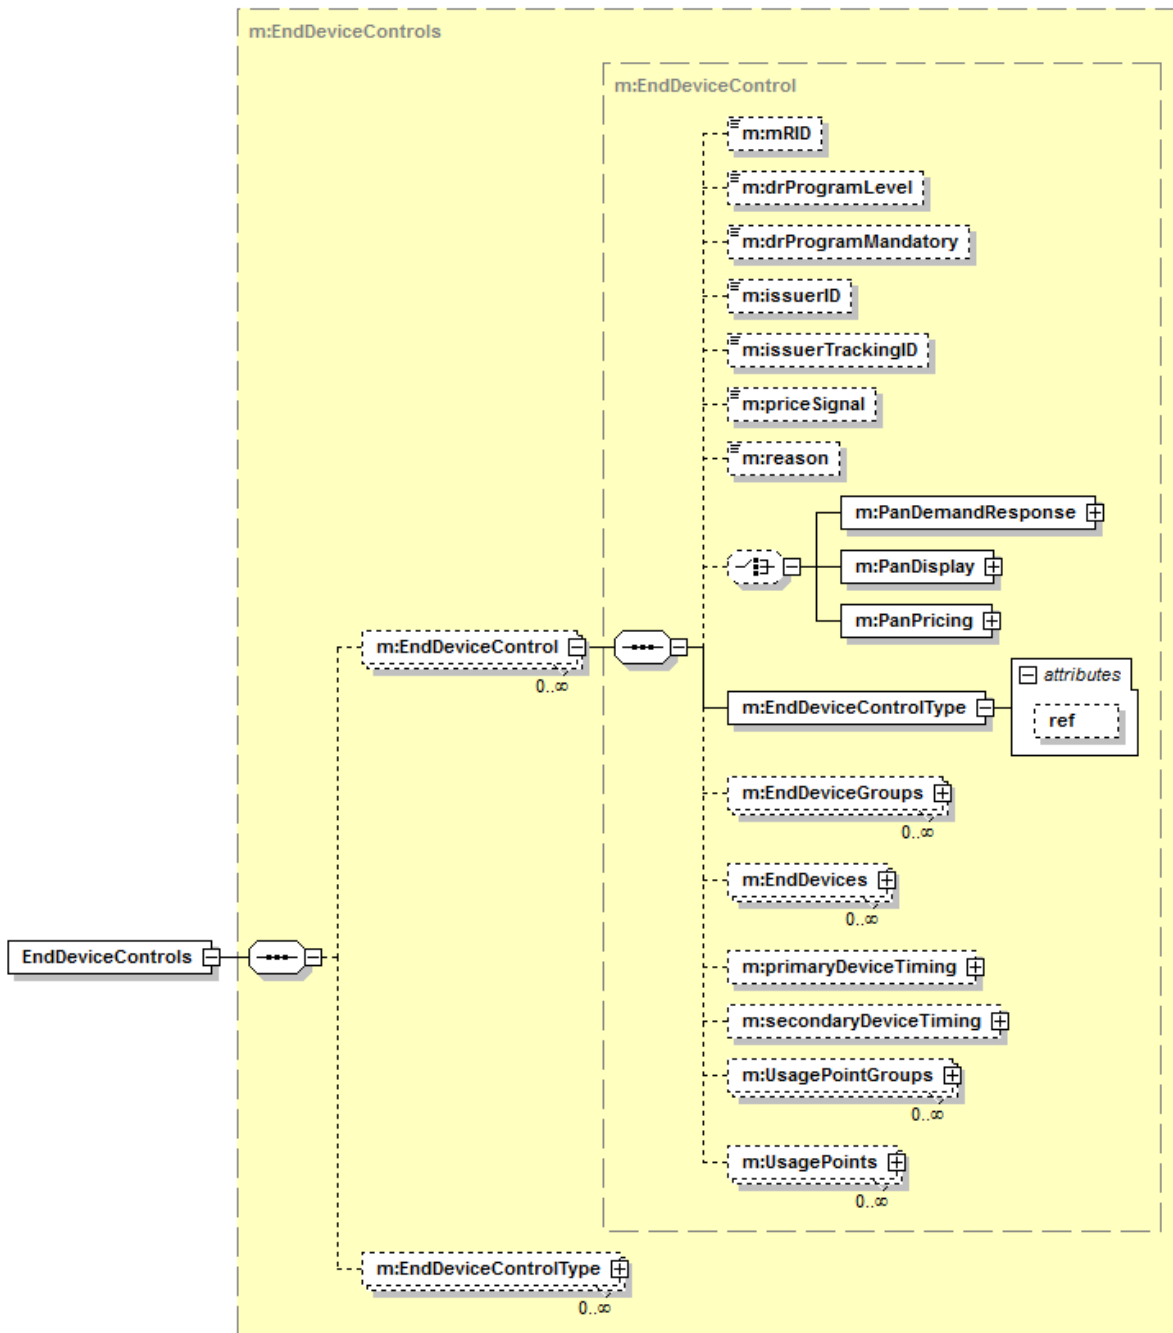 m:EndDeviceControls
m:EndDeviceControl
m:mRID
m:drProgramLevel
m:drProgramMandatory
m:issuerID
m:issuerTrackingID
m:priceSignal
m:reason
m:PanDemandResponse
m:PanDisplay
m:PanPricing
m:EndDeviceControl
0..∞
attributes
m:EndDeviceControlType
ref
m:EndDeviceGroups
0..∞
m:EndDevices
0..∞
EndDeviceControls
m:primaryDeviceTiming
m:secondaryDeviceTiming
m:UsagePointGroups
0..∞
m:UsagePoints
0..∞
m:EndDeviceControlType
0..∞